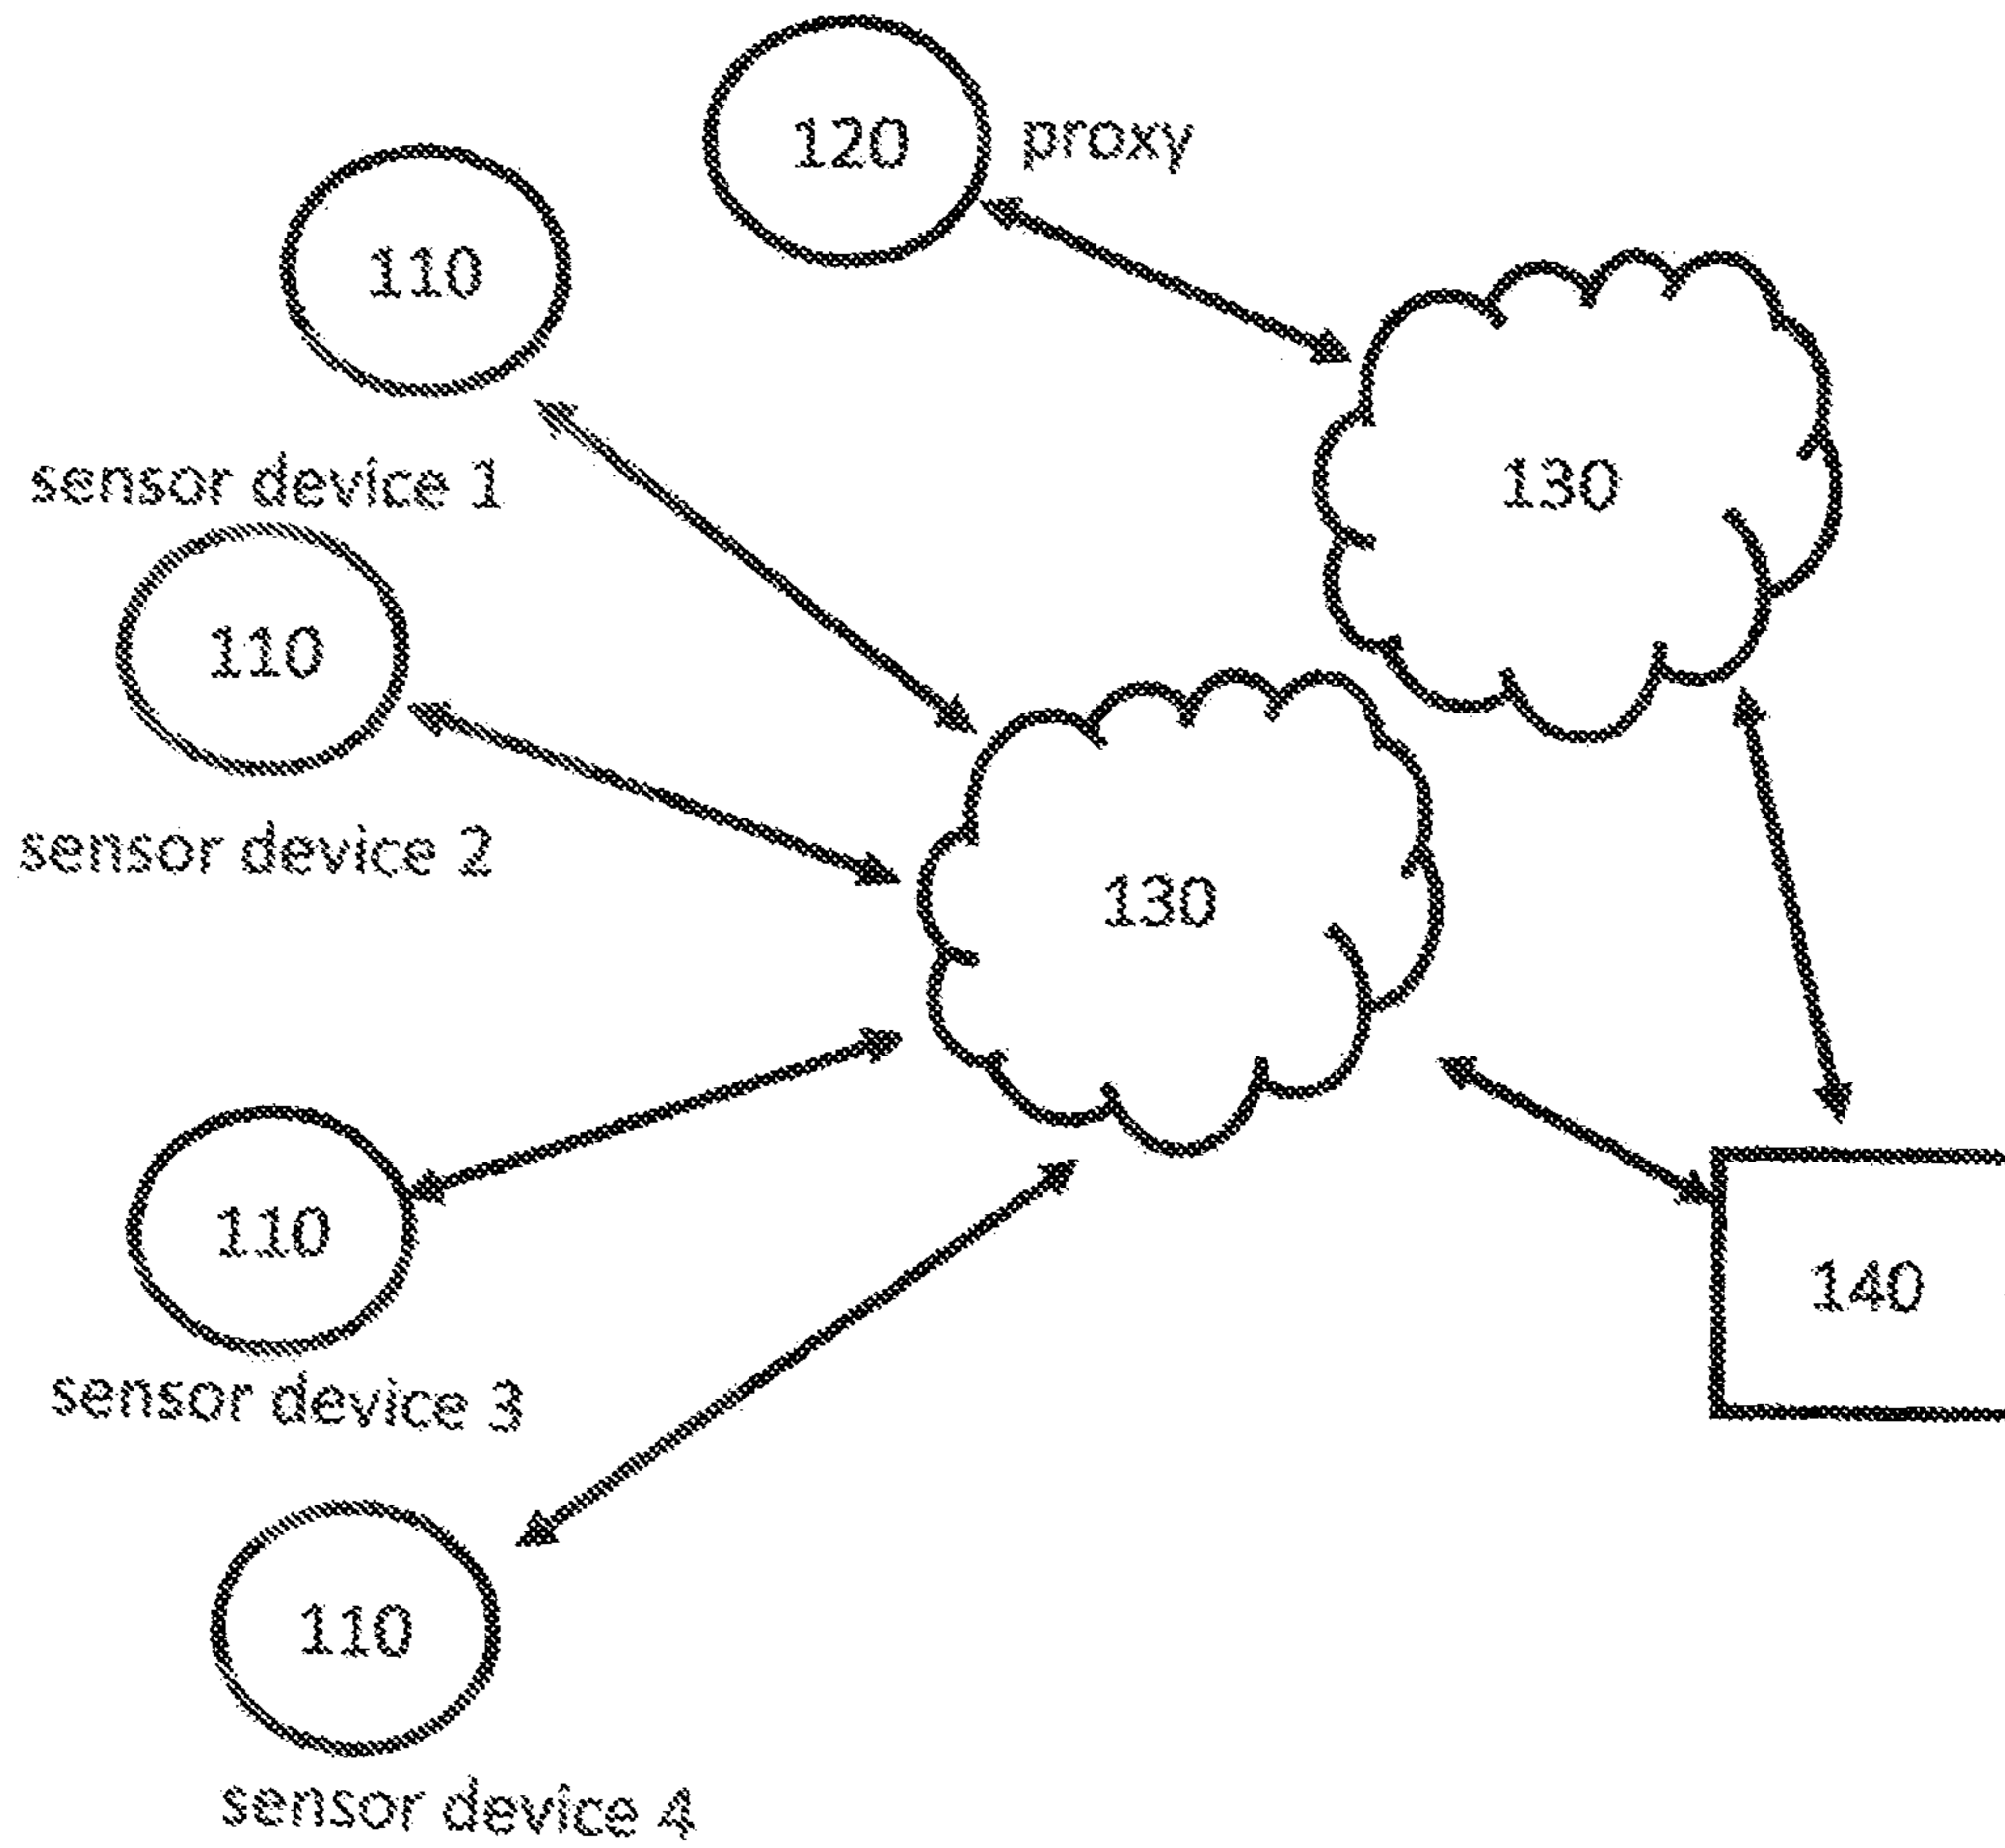 120 proxy
110
sensor device 1
130
110
sensor device 2
130
110
sensor device 3
140
110
sensor device 4